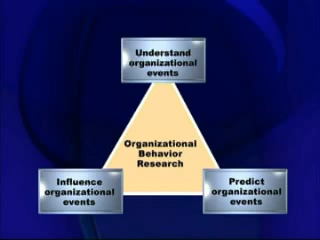 Understand
organizational
events
Organizational
Behavior
Research
Influence
organizational
events
Predict
organizational
events